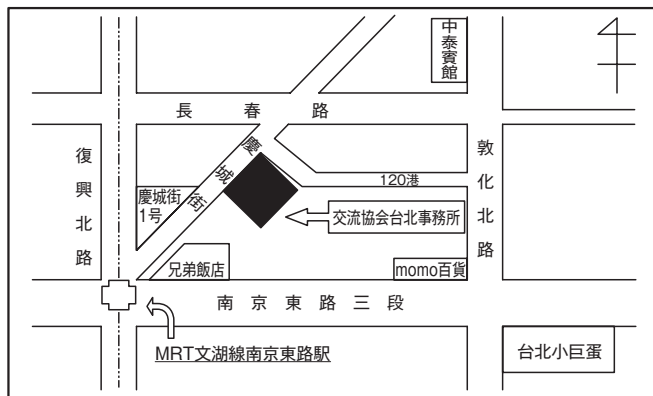 中泰賓館
長春路
復興北路
慶城街
敦化北路
120港
慶城街
1号
交流協会台北事務所
兄弟飯店
momo百貨
南京東路三段
MRT文湖線南京東路駅
台北小巨蛋